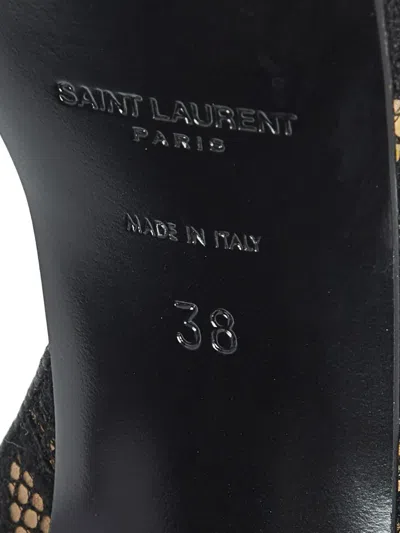 SAINT LAURENT
PARIS
MADE IN ITALY
38